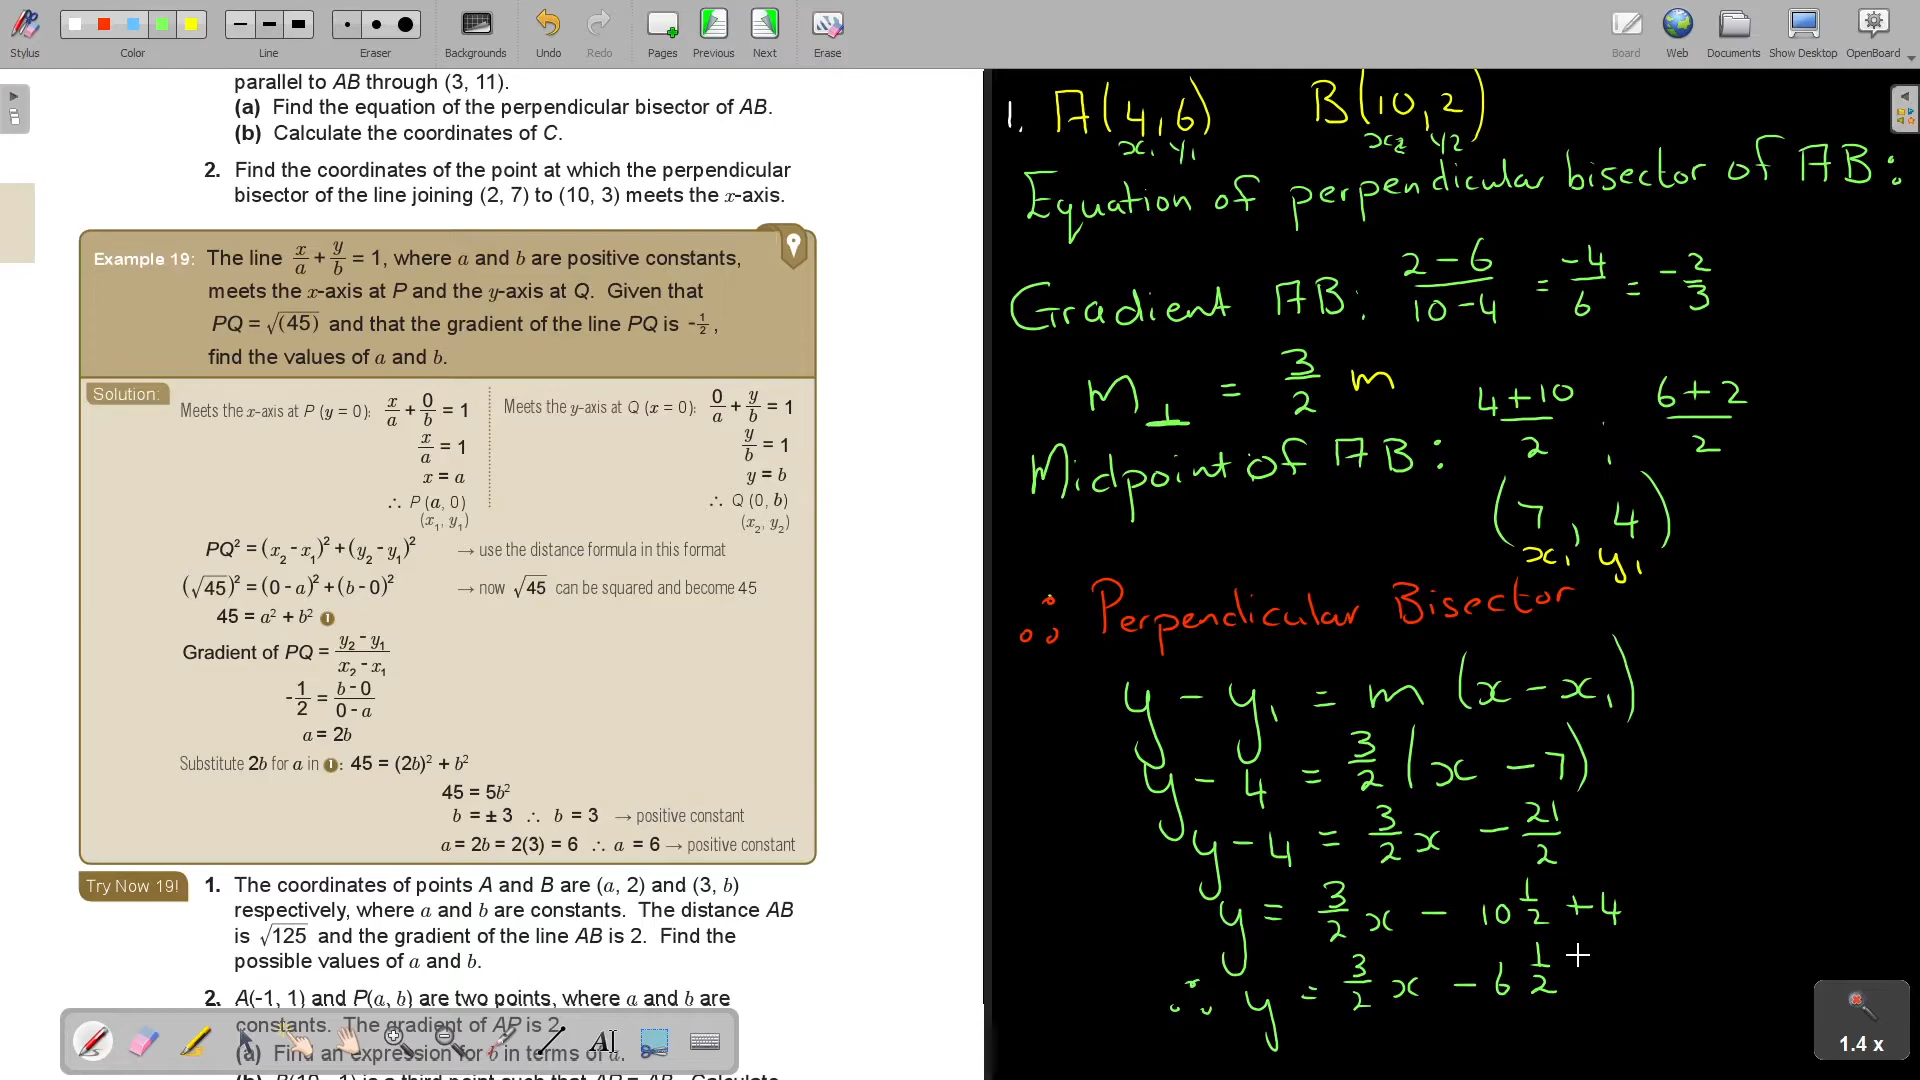 Stylus
Color
Line
Eraser
Backgrounds
Undo
Redo
Pages
Previous
Next
Erase
Board
Web
Documents
Show Desktop
OpenBoard
parallel to AB through (3, 11).
(a) Find the equation of the perpendicular bisector of AB.
(b) Calculate the coordinates of C.
2. Find the coordinates of the point at which the perpendicular
bisector of the line joining (2, 7) to (10, 3) meets the x-axis.
Example 19: The line x/a + y/b = 1, where a and b are positive constants,
meets the x-axis at P and the y-axis at Q. Given that
PQ = √(45) and that the gradient of the line PQ is -1/2,
find the values of a and b.
Solution:
Meets the x-axis at P (y = 0): x/a + 0/b = 1
x/a = 1
x = a
∴ P (a, 0)
(x₁, y₁)
Meets the y-axis at Q (x = 0): 0/a + y/b = 1
y/b = 1
y = b
∴ Q (0, b)
(x₂, y₂)
PQ² = (x₂ - x₁)² + (y₂ - y₁)² → use the distance formula in this format
(√45)² = (0 - a)² + (b - 0)² → now √45 can be squared and become 45
45 = a² + b² 1
Gradient of PQ = y₂ - y₁ / x₂ - x₁
-1/2 = b - 0 / 0 - a
a = 2b
Substitute 2b for a in 1: 45 = (2b)² + b²
45 = 5b²
b = ± 3 ∴ b = 3 → positive constant
a = 2b = 2(3) = 6 ∴ a = 6 → positive constant
Try Now 19!
1. The coordinates of points A and B are (a, 2) and (3, b)
respectively, where a and b are constants. The distance AB
is √125 and the gradient of the line AB is 2. Find the
possible values of a and b.
2. A(-1, 1) and P(a, b) are two points, where a and b are
constants. The gradient of AP is 2.
(a) Find an expression for b in terms of a.
1. A(4, 6) B(10, 2)
x₁ y₁ x₂ y₂
Equation of perpendicular bisector of AB:
Gradient AB: 2 - 6 / 10 - 4 = -4/6 = -2/3
m⊥ = 3/2 m
Midpoint of AB: 4 + 10 / 2 ; 6 + 2 / 2
(7, 4)
x₁ y₁
∴ Perpendicular Bisector
y - y₁ = m (x - x₁)
y - 4 = 3/2 (x - 7)
y - 4 = 3/2 x - 21/2
y = 3/2 x - 10 1/2 + 4
∴ y = 3/2 x - 6 1/2
1.4 x